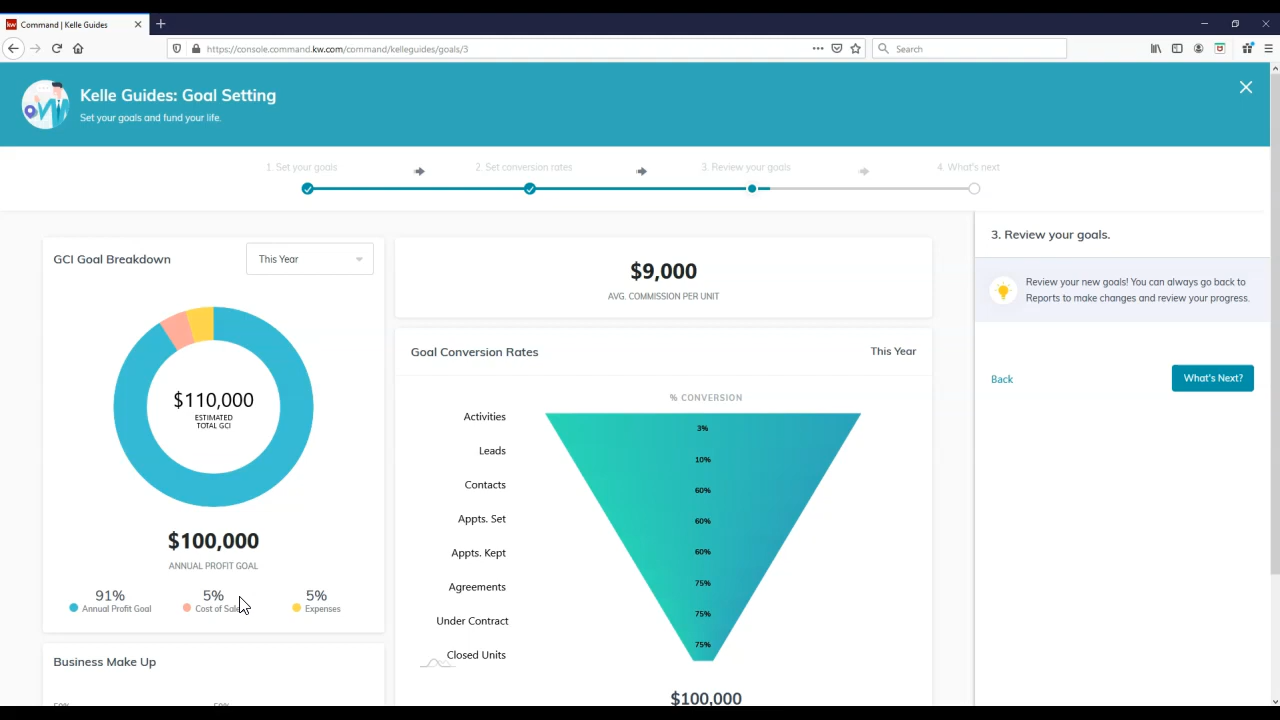 kw Command | Kelle Guides
https://console.command.kw.com/command/kelleguides/goals/3
Search
Kelle Guides: Goal Setting
Set your goals and fund your life.
1. Set your goals
2. Set conversion rates
3. Review your goals
4. What's next
GCI Goal Breakdown
This Year
$110,000
ESTIMATED
TOTAL GCI
$100,000
ANNUAL PROFIT GOAL
91%
Annual Profit Goal
5%
Cost of Sale
5%
Expenses
Business Make Up
50%
50%
$9,000
AVG. COMMISSION PER UNIT
Goal Conversion Rates
This Year
% CONVERSION
Activities
3%
Leads
10%
Contacts
60%
Appts. Set
60%
Appts. Kept
60%
Agreements
75%
Under Contract
75%
Closed Units
75%
$100,000
3. Review your goals.
Review your new goals! You can always go back to
Reports to make changes and review your progress.
Back
What's Next?